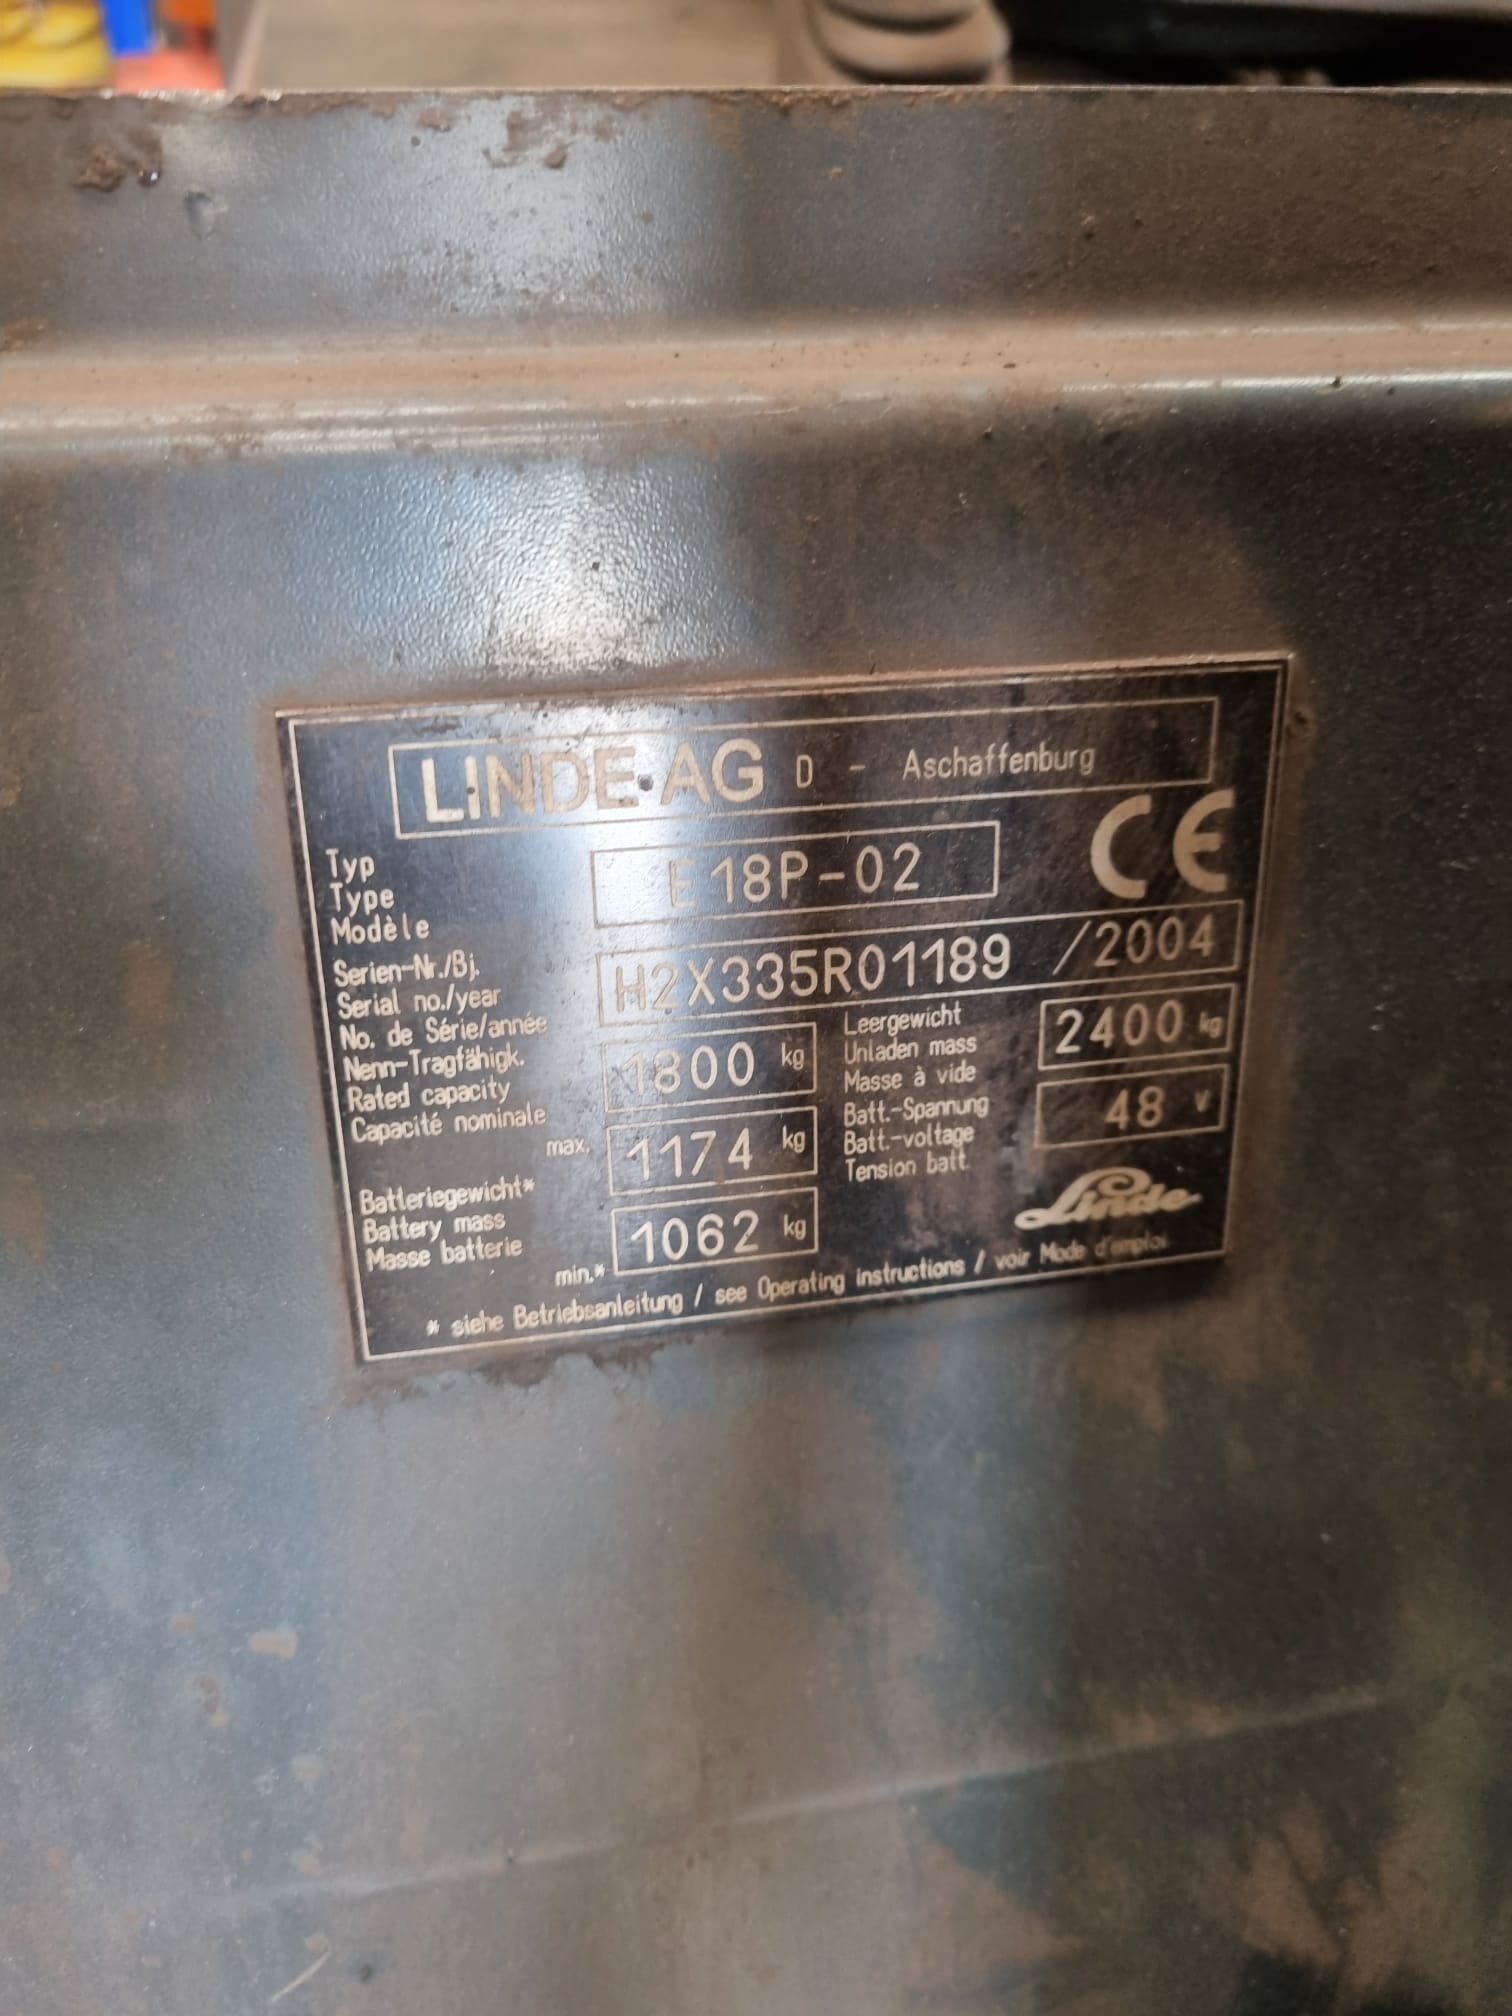 LINDE AG D - Aschaffenburg
CE
Typ
Type
Modèle
E 18P-02
Serien-Nr./Bj.
Serial no./year
No. de Série/année
H2X335R01189 /2004
Nenn-Tragfähigk.
Rated capacity
Capacité nominale
1800 kg
Leergewicht
Unladen mass
Masse à vide
2400 kg
max. 1174 kg
Batteriegewicht*
Battery mass
Masse batterie
min.* 1062 kg
Batt.-Spannung
Batt.-voltage
Tension batt.
48 V
Linde
* siehe Betriebsanleitung / see Operating instructions / voir Mode d'emploi